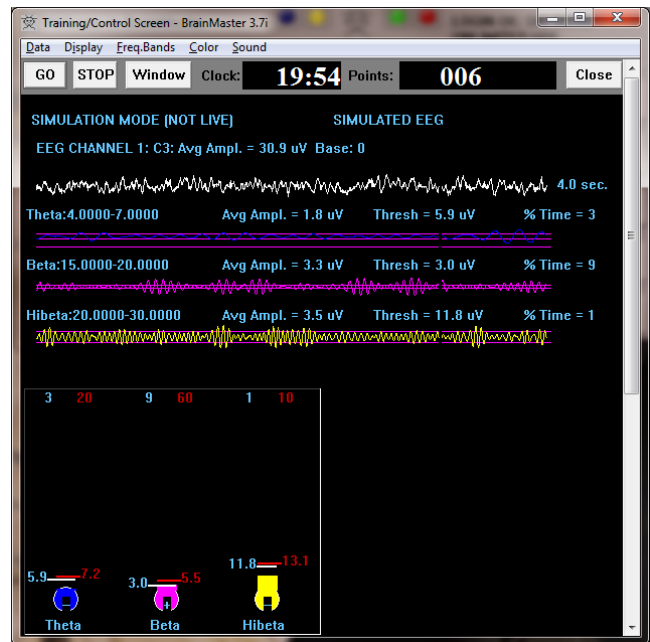 Training/Control Screen - BrainMaster 3.7i
Data Display Freq.Bands Color Sound
GO STOP Window Clock: 19:54 Points: 006 Close
SIMULATION MODE (NOT LIVE) SIMULATED EEG
EEG CHANNEL 1: C3: Avg Ampl. = 30.9 uV Base: 0
4.0 sec.
Theta:4.0000-7.0000 Avg Ampl. = 1.8 uV Thresh = 5.9 uV % Time = 3
Beta:15.0000-20.0000 Avg Ampl. = 3.3 uV Thresh = 3.0 uV % Time = 9
Hibeta:20.0000-30.0000 Avg Ampl. = 3.5 uV Thresh = 11.8 uV % Time = 1
3 20 9 60 1 10
11.8 13.1
5.9 7.2 3.0 5.5
Theta Beta Hibeta